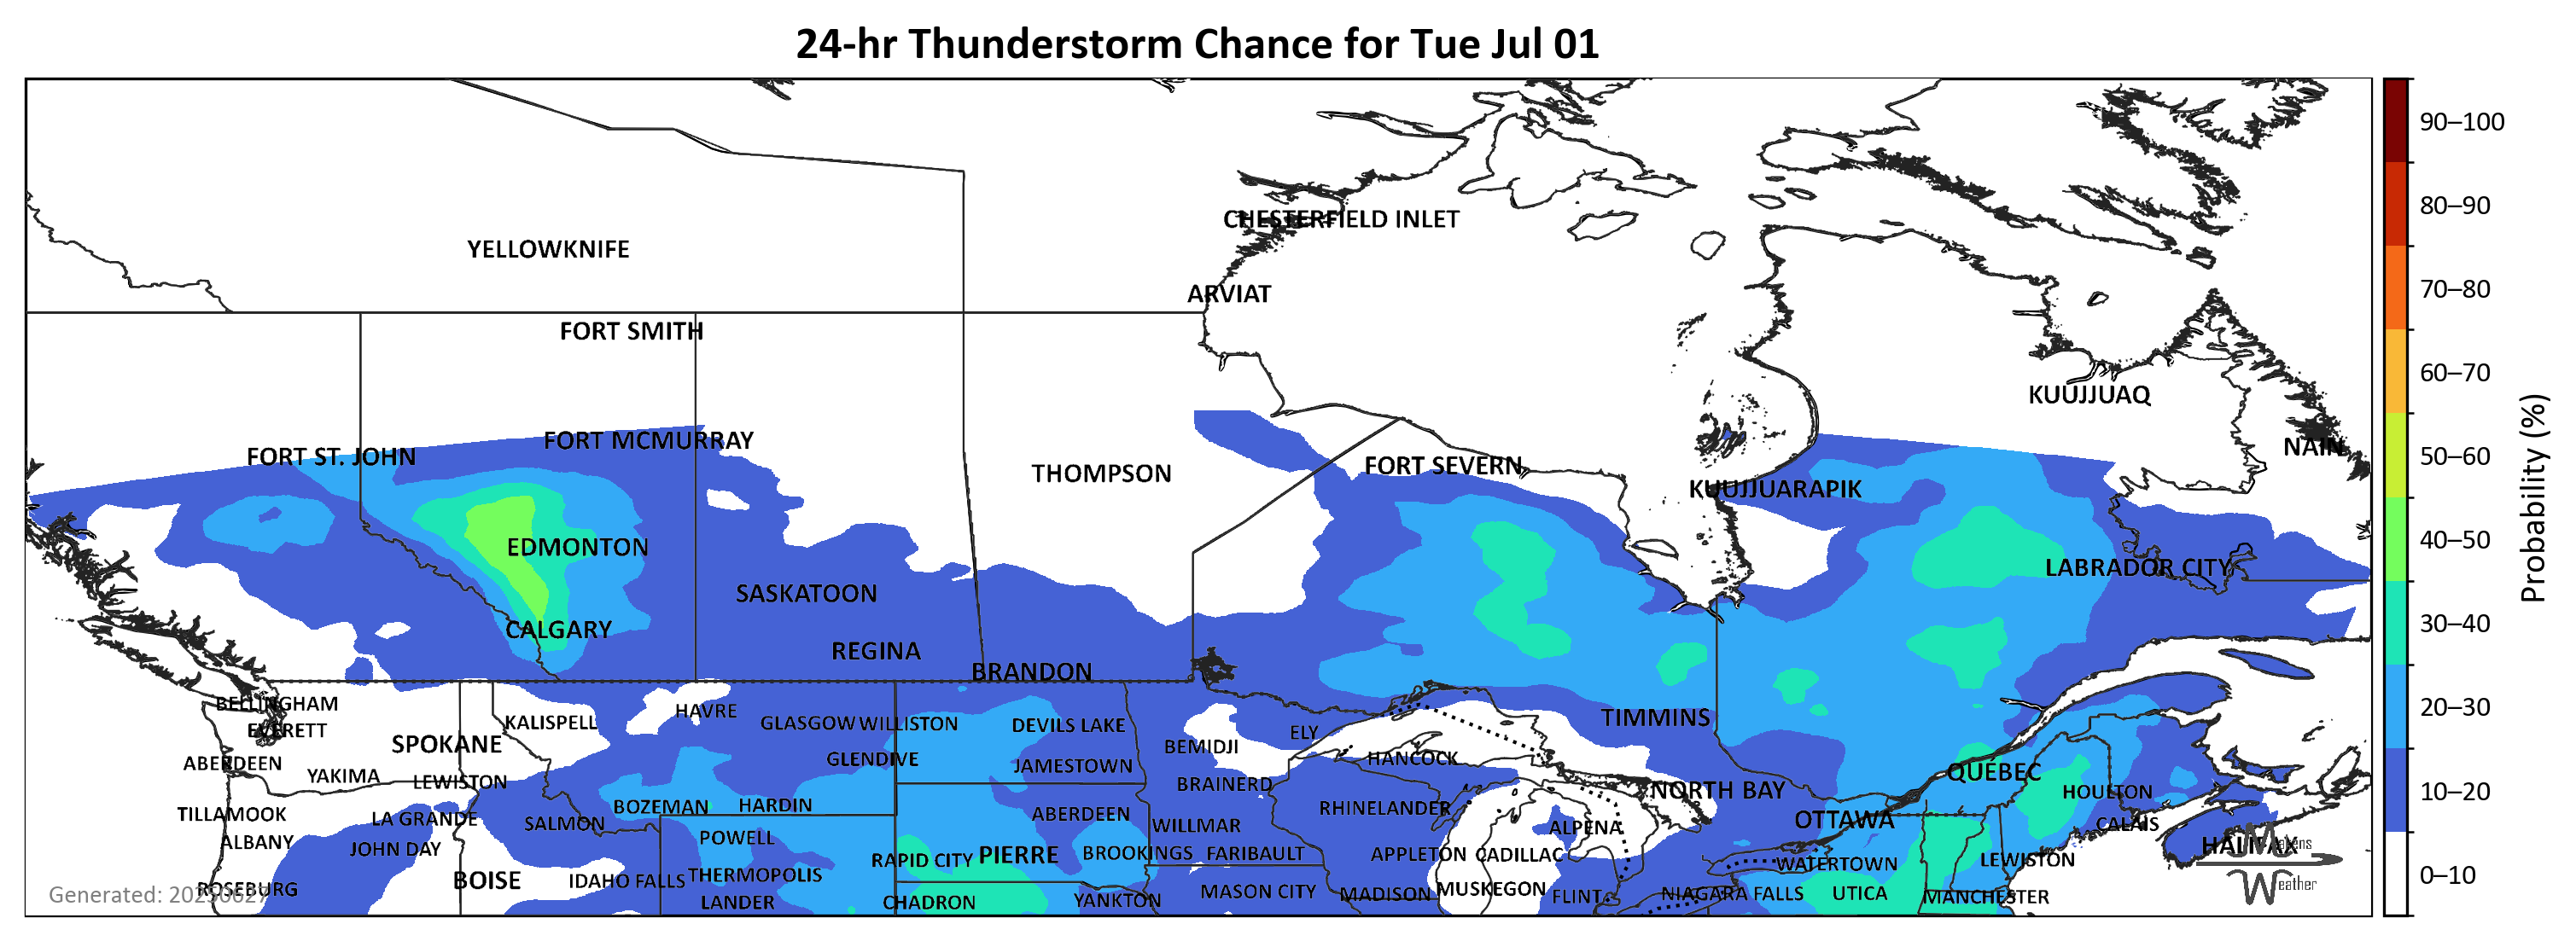 24-hr Thunderstorm Chance for Tue Jul 01
90–100
80–90
70–80
60–70
50–60
40–50
30–40
20–30
10–20
0–10
Probability (%)
CHESTERFIELD INLET
YELLOWKNIFE
ARVIAT
FORT SMITH
KUUJJUAQ
FORT MCMURRAY
NAIN
FORT ST. JOHN
FORT SEVERN
THOMPSON
KUUJJUARAPIK
EDMONTON
LABRADOR CITY
SASKATOON
CALGARY
REGINA
BRANDON
BELLINGHAM
HAVRE
TIMMINS
KALISPELL
GLASGOW
WILLISTON
DEVILS LAKE
EVERETT
ELY
SPOKANE
BEMIDJI
GLENDIVE
HANCOCK
ABERDEEN
JAMESTOWN
QUÉBEC
YAKIMA
LEWISTON
BRAINERD
NORTH BAY
HOULTON
BOZEMAN
HARDIN
RHINELANDER
TILLAMOOK
ABERDEEN
LA GRANDE
OTTAWA
SALMON
WILLMAR
ALPENA
CALAIS
POWELL
ALBANY
HALIFAX
JOHN DAY
BROOKINGS
FARIBAULT
APPLETON
CADILLAC
PIERRE
RAPID CITY
LEWISTON
WATERTOWN
THERMOPOLIS
BOISE
IDAHO FALLS
ROSEBURG
MUSKEGON
MASON CITY
MADISON
NIAGARA FALLS
UTICA
FLINT
MANCHESTER
LANDER
CHADRON
YANKTON
Generated: 20250627
Makens
Weather